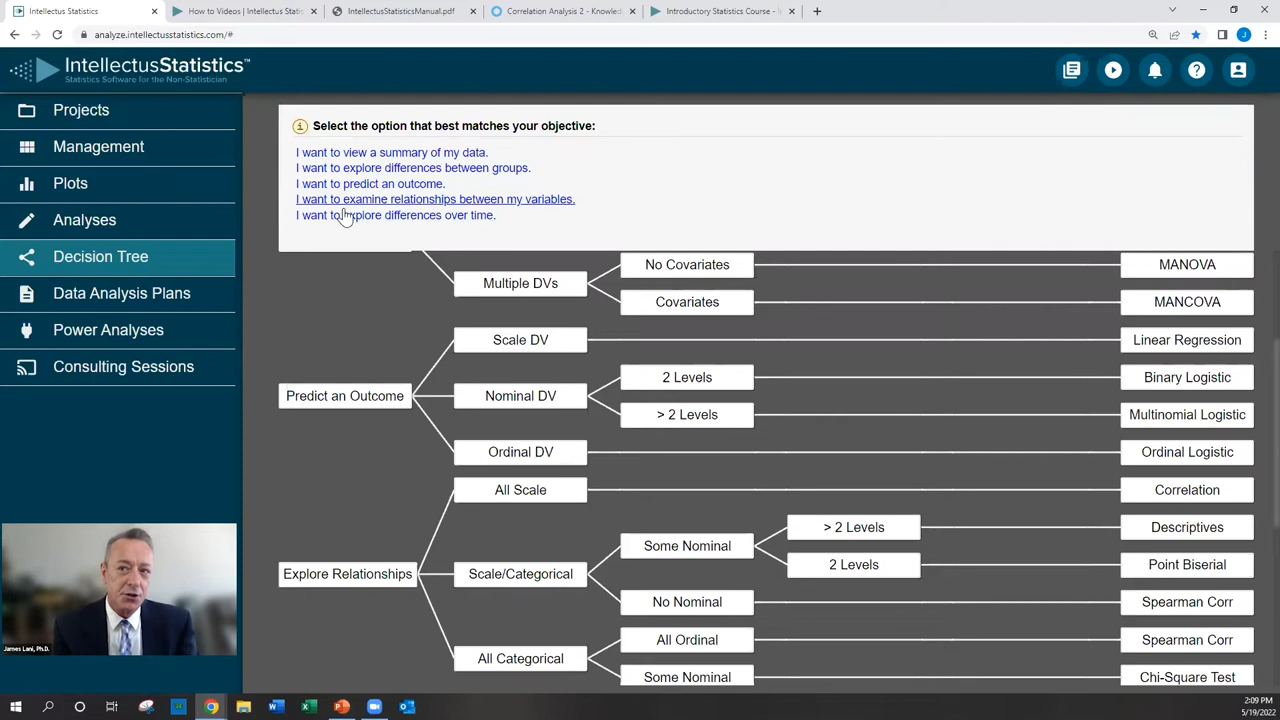 Intellectus Statistics
How to Videos | Intellectus Statis
IntellectusStatisticsManual.pdf
Correlation Analysis 2 - Knowled
Introductory Statistics Course - I
analyze.intellectusstatistics.com/#
IntellectusStatistics™
Statistics Software for the Non-Statistician
Projects
Management
Plots
Analyses
Decision Tree
Data Analysis Plans
Power Analyses
Consulting Sessions
Select the option that best matches your objective:
I want to view a summary of my data.
I want to explore differences between groups.
I want to predict an outcome.
I want to examine relationships between my variables.
I want to explore differences over time.
Multiple DVs
No Covariates
MANOVA
Covariates
MANCOVA
Predict an Outcome
Scale DV
Linear Regression
Nominal DV
2 Levels
Binary Logistic
> 2 Levels
Multinomial Logistic
Ordinal DV
Ordinal Logistic
Explore Relationships
All Scale
Correlation
Scale/Categorical
Some Nominal
> 2 Levels
Descriptives
2 Levels
Point Biserial
No Nominal
Spearman Corr
All Categorical
All Ordinal
Spearman Corr
Some Nominal
Chi-Square Test
James Lani, Ph.D.
2:09 PM
5/19/2022